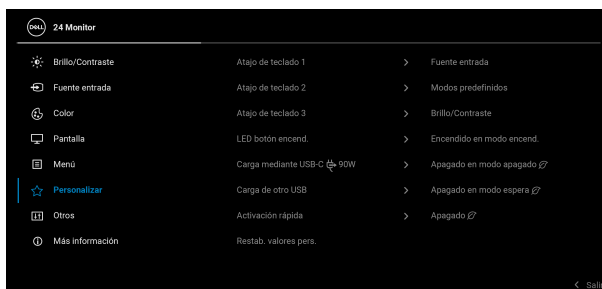 DELL 24 Monitor
Brillo/Contraste Atajo de teclado 1 > Fuente entrada
Fuente entrada Atajo de teclado 2 > Modos predefinidos
Color Atajo de teclado 3 > Brillo/Contraste
Pantalla LED botón encend. > Encendido en modo encend.
Menú Carga mediante USB-C 90W > Apagado en modo apagado
Personalizar Carga de otro USB > Apagado en modo espera
Otros Activación rápida > Apagado
Más información Restab. valores pers.